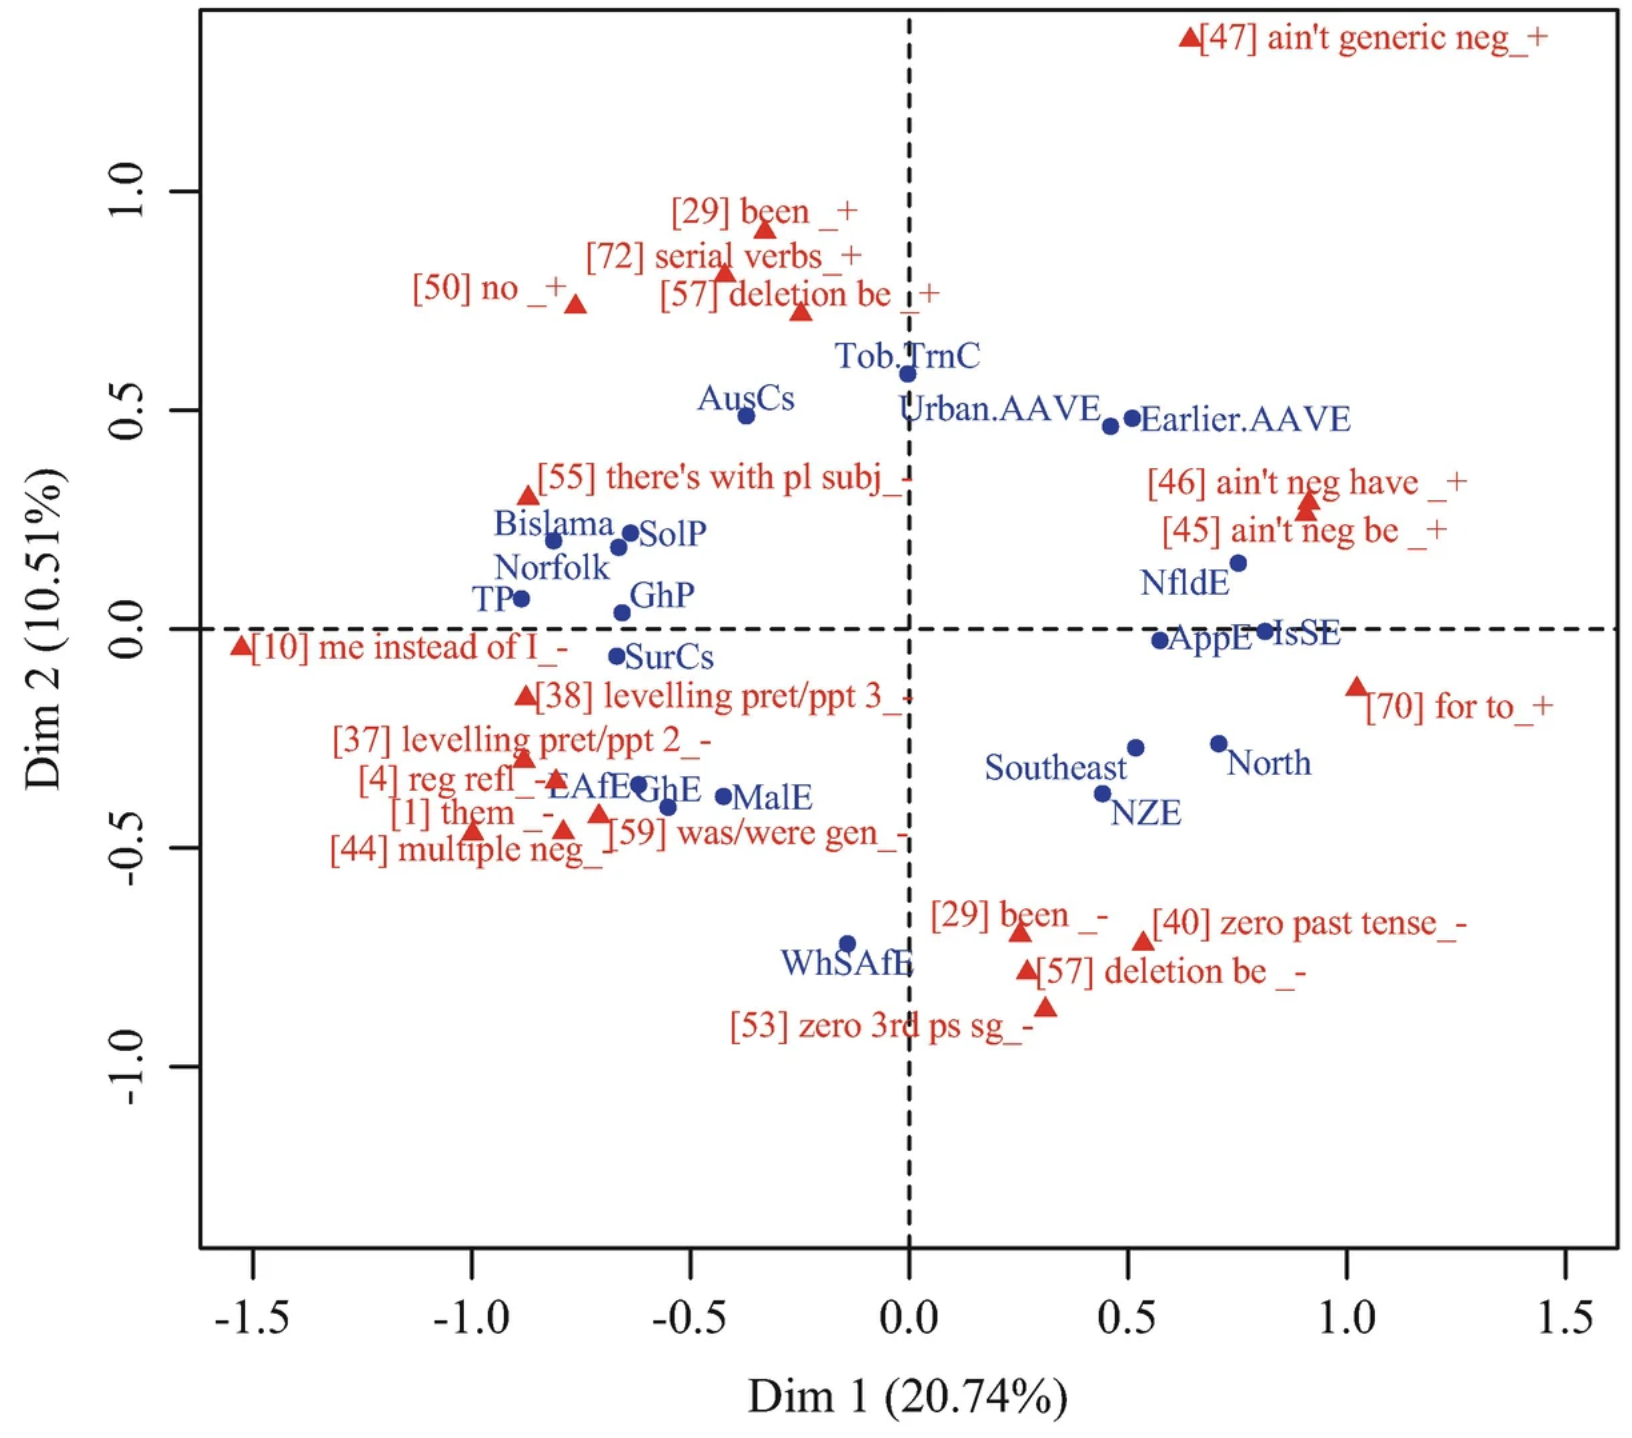 [47] ain't generic neg_+
1.0
[29] been _+
[72] serial verbs_+
[50] no _+
[57] deletion be _+
Tob.TrnC
AusCs
0.5
Urban.AAVE
Earlier.AAVE
[55] there's with pl subj_-
[46] ain't neg have _+
Bislama
SolP
[45] ain't neg be _+
Norfolk
NfldE
TP
GhP
0.0
[10] me instead of I_-
AppE
IsSE
SurCs
[38] levelling pret/ppt 3_-
[70] for to_+
[37] levelling pret/ppt 2_-
Southeast
North
[4] reg refl_-
EAfE
GhE
MalE
[1] them _-
NZE
[59] was/were gen_-
[44] multiple neg_-
-0.5
[29] been _-
[40] zero past tense_-
WhSAfE
[57] deletion be _-
[53] zero 3rd ps sg_-
-1.0
Dim 2 (10.51%)
-1.5 -1.0 -0.5 0.0 0.5 1.0 1.5
Dim 1 (20.74%)